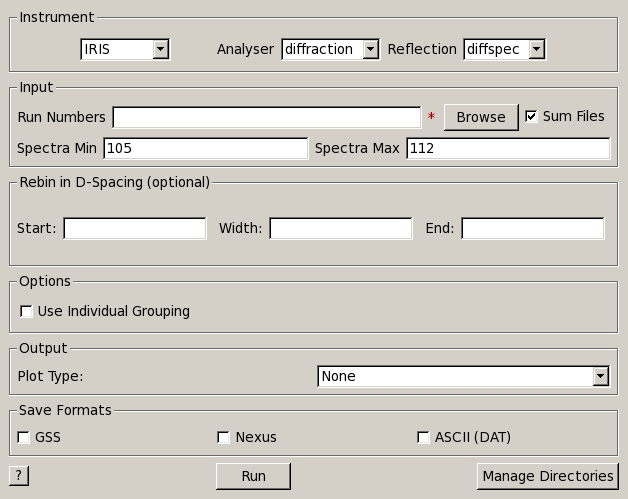 Instrument
IRIS Analyser diffraction Reflection diffspec
Input
Run Numbers * Browse Sum Files
Spectra Min 105 Spectra Max 112
Rebin in D-Spacing (optional)
Start: Width: End:
Options
Use Individual Grouping
Output
Plot Type: None
Save Formats
GSS Nexus ASCII (DAT)
? Run Manage Directories